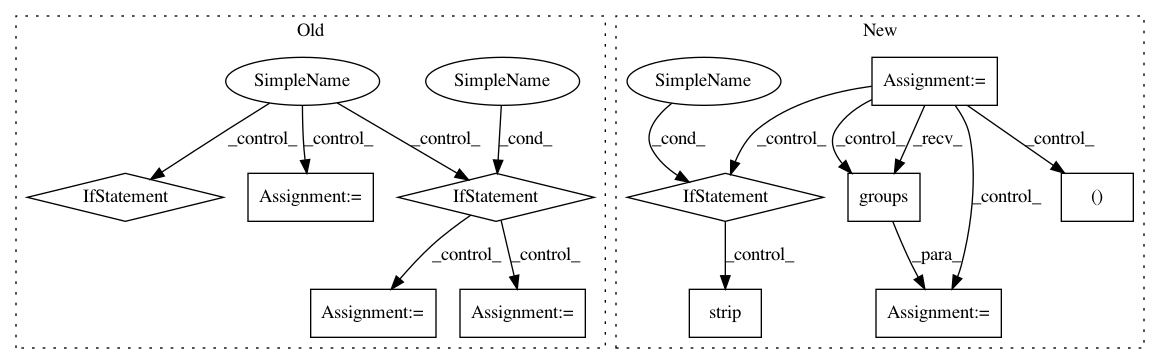 Old
New
SimpleName
SimpleName
SimpleName
Assignment:=
_control_
_control_
_control_
_cond_
_cond_
_control_
_control_
_recv_
_control_
IfStatement
Assignment:=
IfStatement
IfStatement
groups
()
_control_
_control_
_control_
_control_
_para_
Assignment:=
Assignment:=
strip
Assignment:=